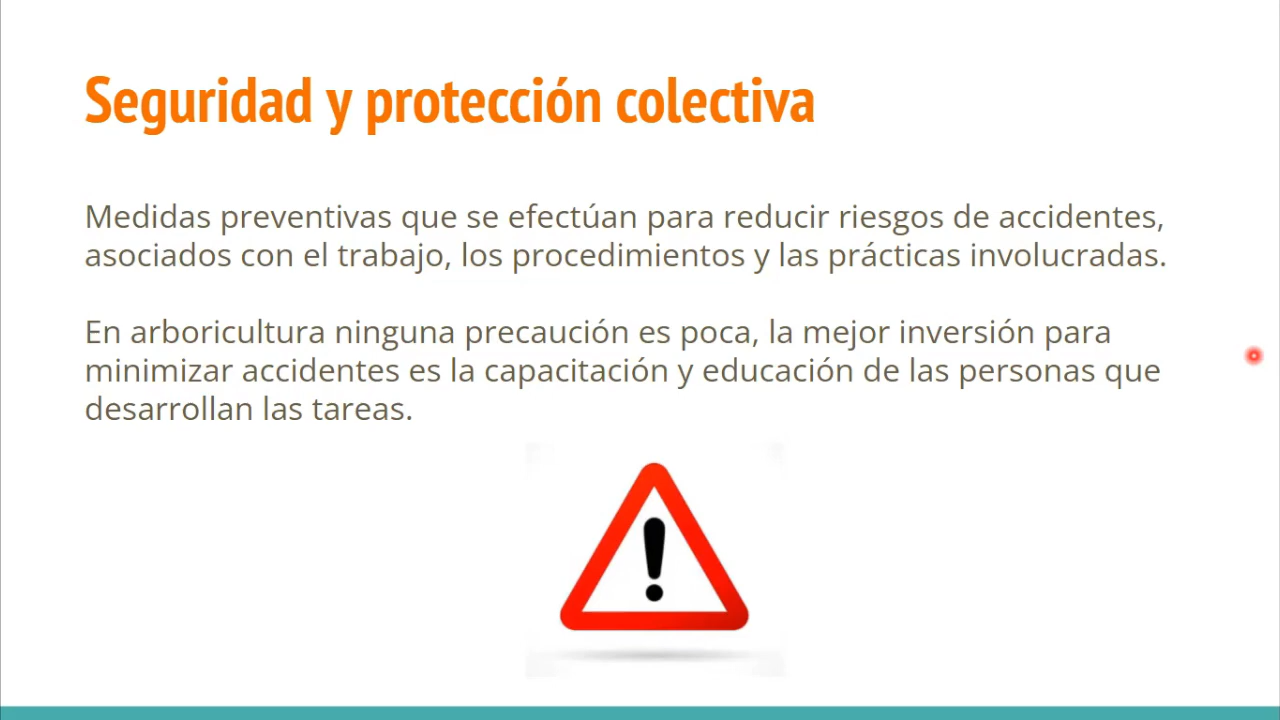 Seguridad y protección colectiva
Medidas preventivas que se efectúan para reducir riesgos de accidentes,
asociados con el trabajo, los procedimientos y las prácticas involucradas.
En arboricultura ninguna precaución es poca, la mejor inversión para
minimizar accidentes es la capacitación y educación de las personas que
desarrollan las tareas.
!